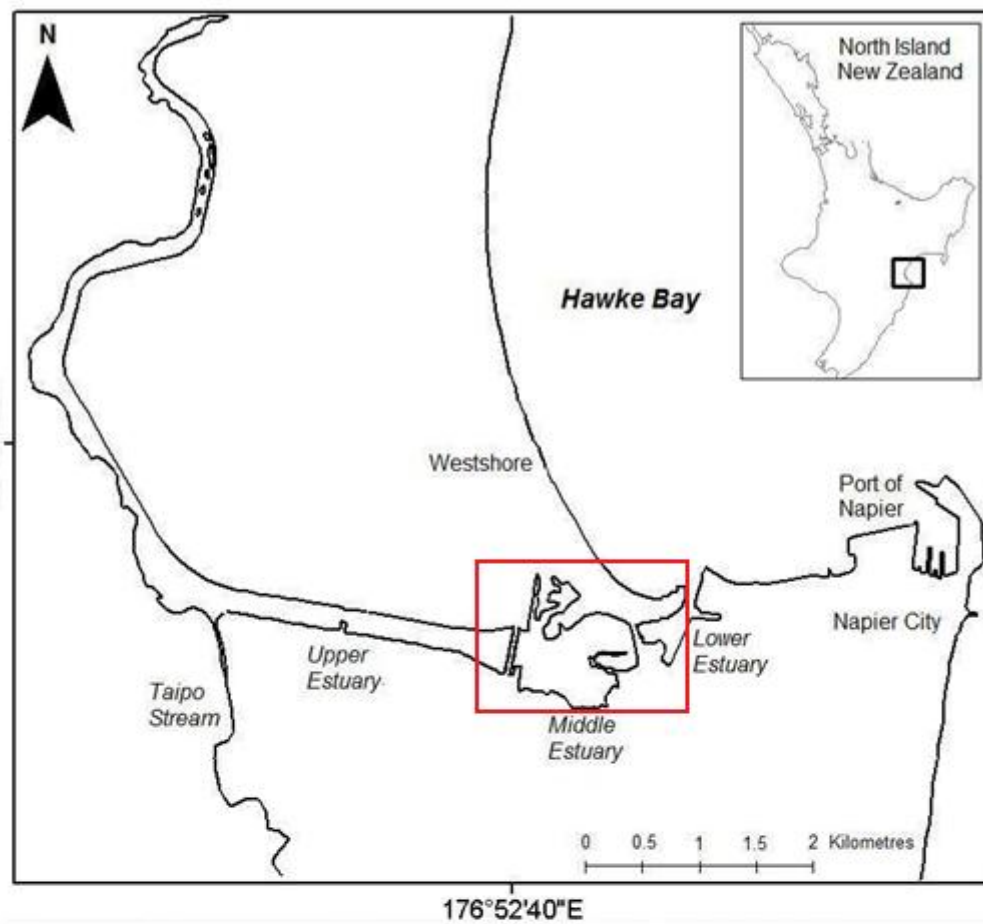 N
North Island
New Zealand
Hawke Bay
Westshore
Port of
Napier
Napier City
Lower
Estuary
Upper
Estuary
Taipo
Stream
Middle
Estuary
0 0.5 1 1.5 2 Kilometres
176°52'40"E